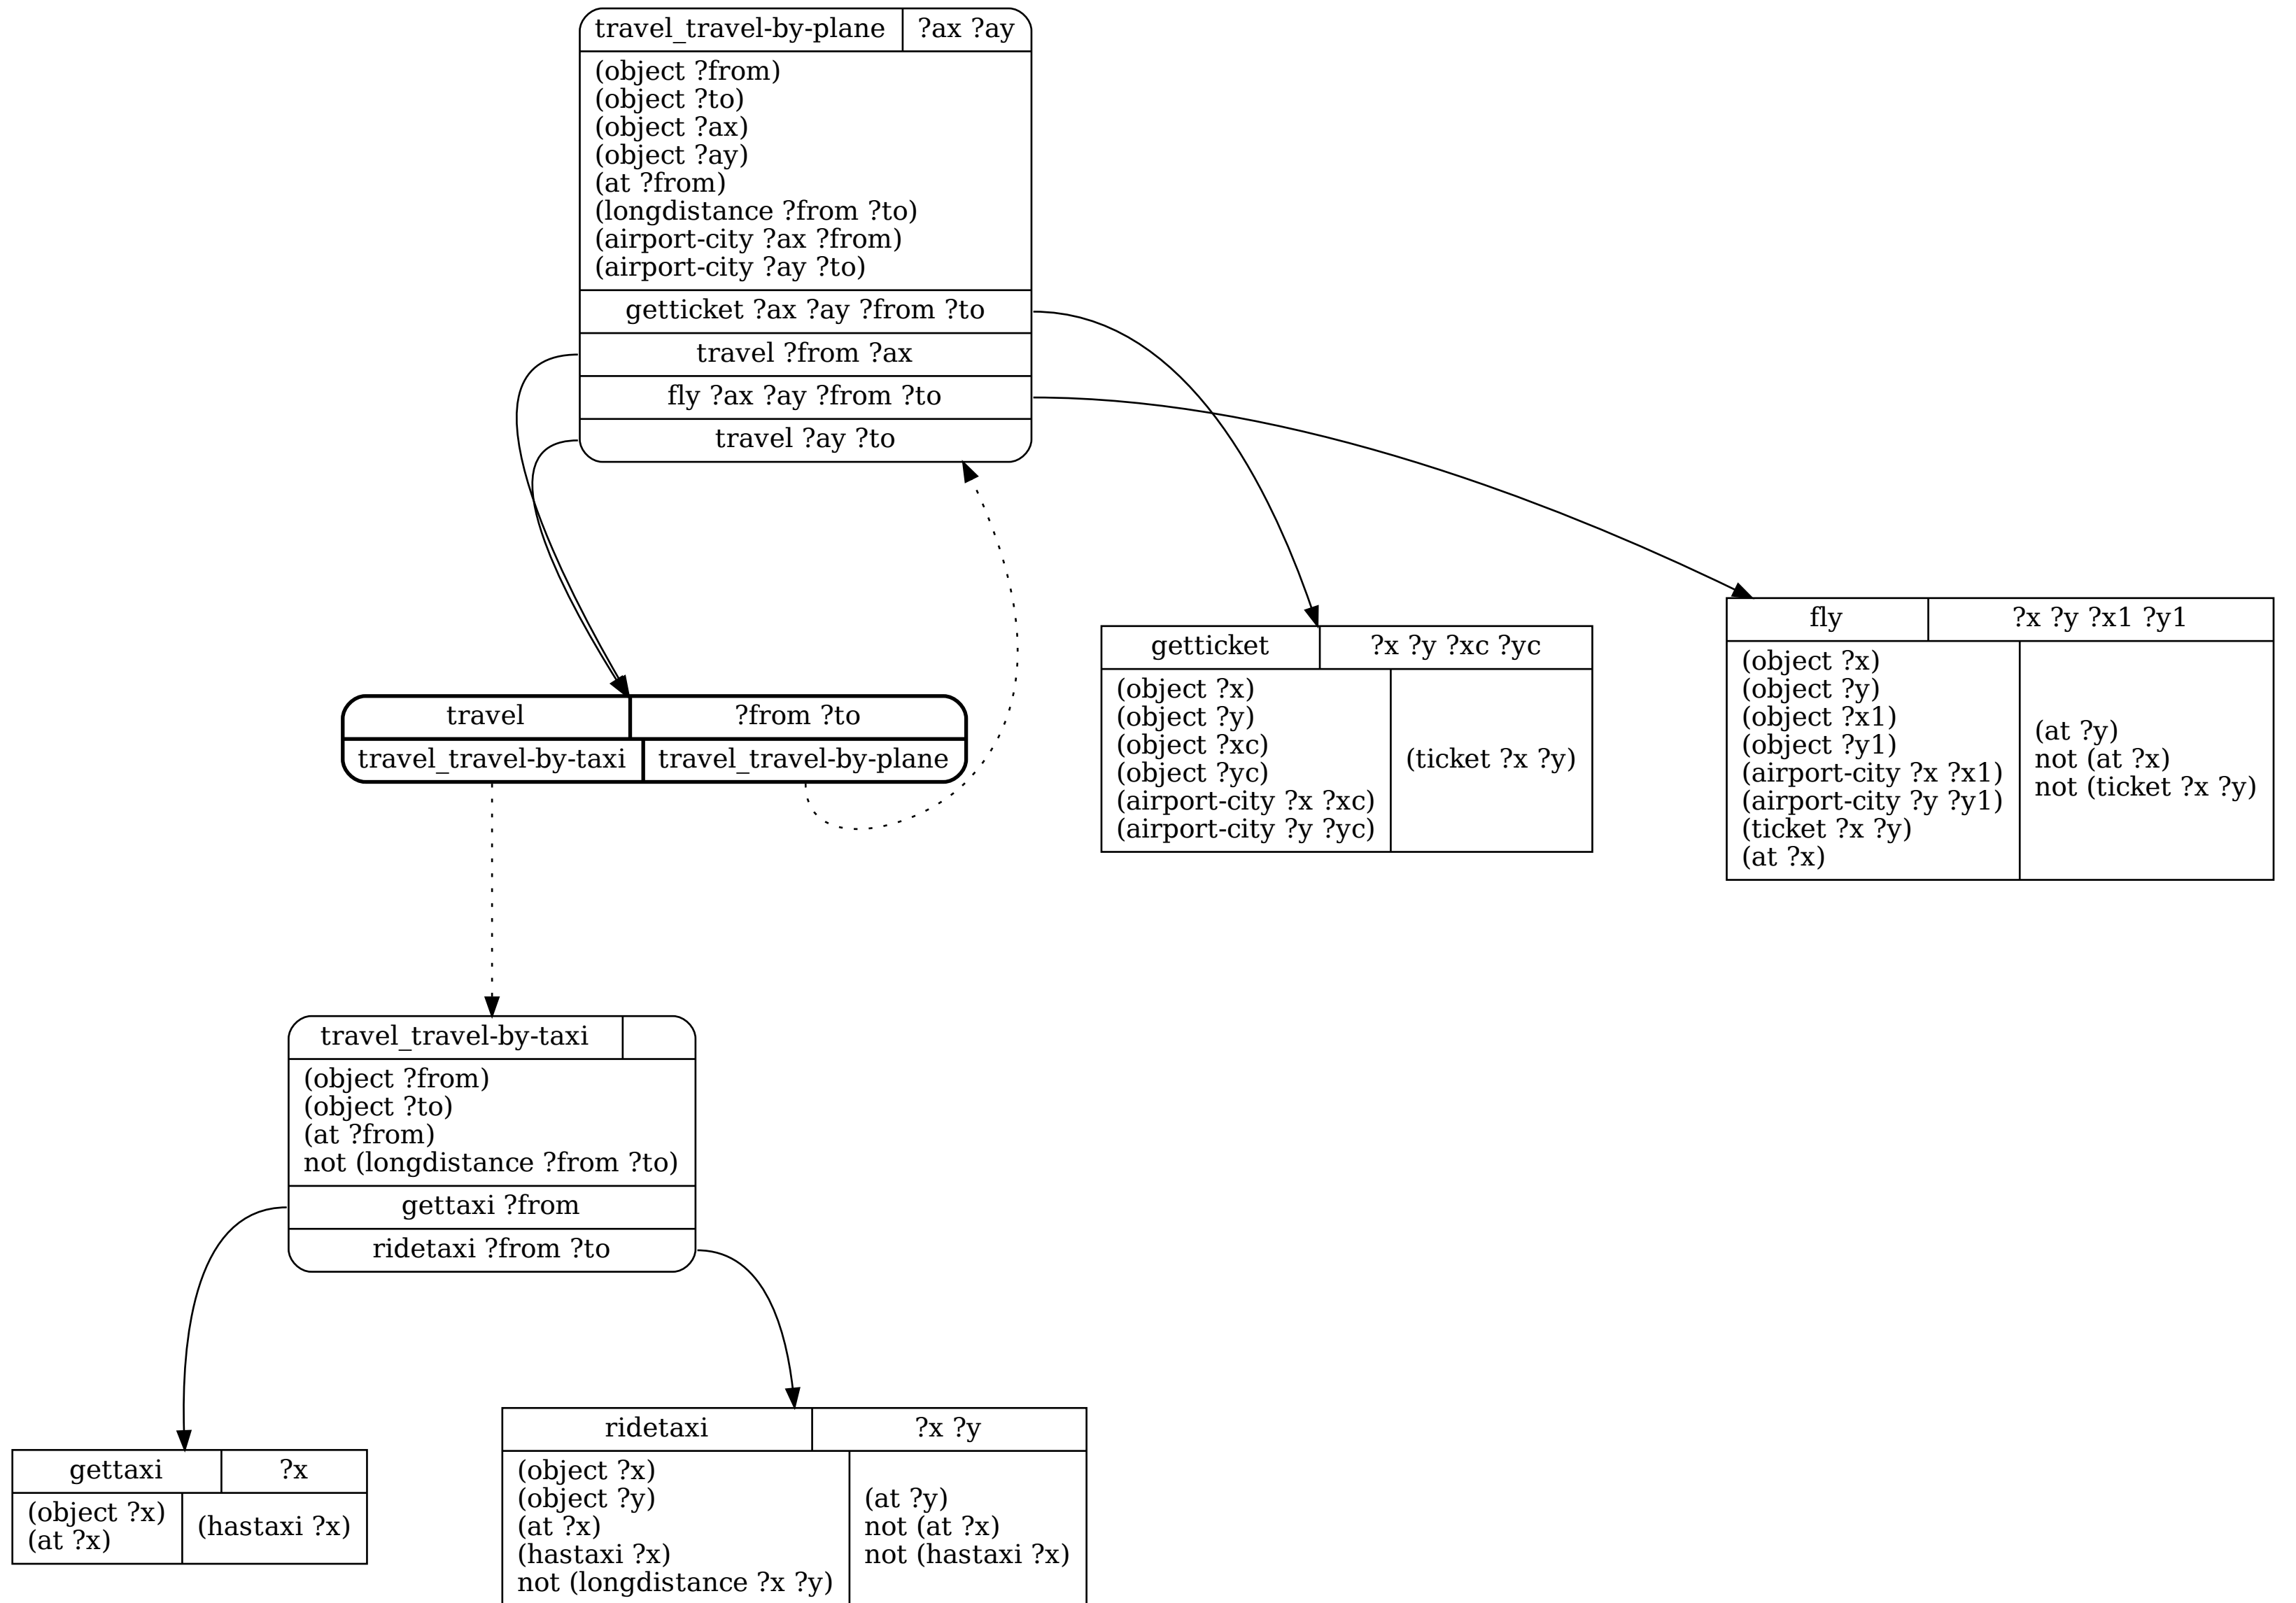 travel_travel-by-plane ?ax ?ay
(object ?from)
(object ?to)
(object ?ax)
(object ?ay)
(at ?from)
(longdistance ?from ?to)
(airport-city ?ax ?from)
(airport-city ?ay ?to)
getticket ?ax ?ay ?from ?to
travel ?from ?ax
fly ?ax ?ay ?from ?to
travel ?ay ?to
travel ?from ?to
travel_travel-by-taxi travel_travel-by-plane
getticket ?x ?y ?xc ?yc
(object ?x)
(object ?y)
(object ?xc)
(object ?yc)
(airport-city ?x ?xc)
(airport-city ?y ?yc)
(ticket ?x ?y)
fly ?x ?y ?x1 ?y1
(object ?x)
(object ?y)
(object ?x1)
(object ?y1)
(airport-city ?x ?x1)
(airport-city ?y ?y1)
(ticket ?x ?y)
(at ?x)
(at ?y)
not (at ?x)
not (ticket ?x ?y)
travel_travel-by-taxi
(object ?from)
(object ?to)
(at ?from)
not (longdistance ?from ?to)
gettaxi ?from
ridetaxi ?from ?to
gettaxi ?x
(object ?x)
(at ?x)
(hastaxi ?x)
ridetaxi ?x ?y
(object ?x)
(object ?y)
(at ?x)
(hastaxi ?x)
not (longdistance ?x ?y)
(at ?y)
not (at ?x)
not (hastaxi ?x)